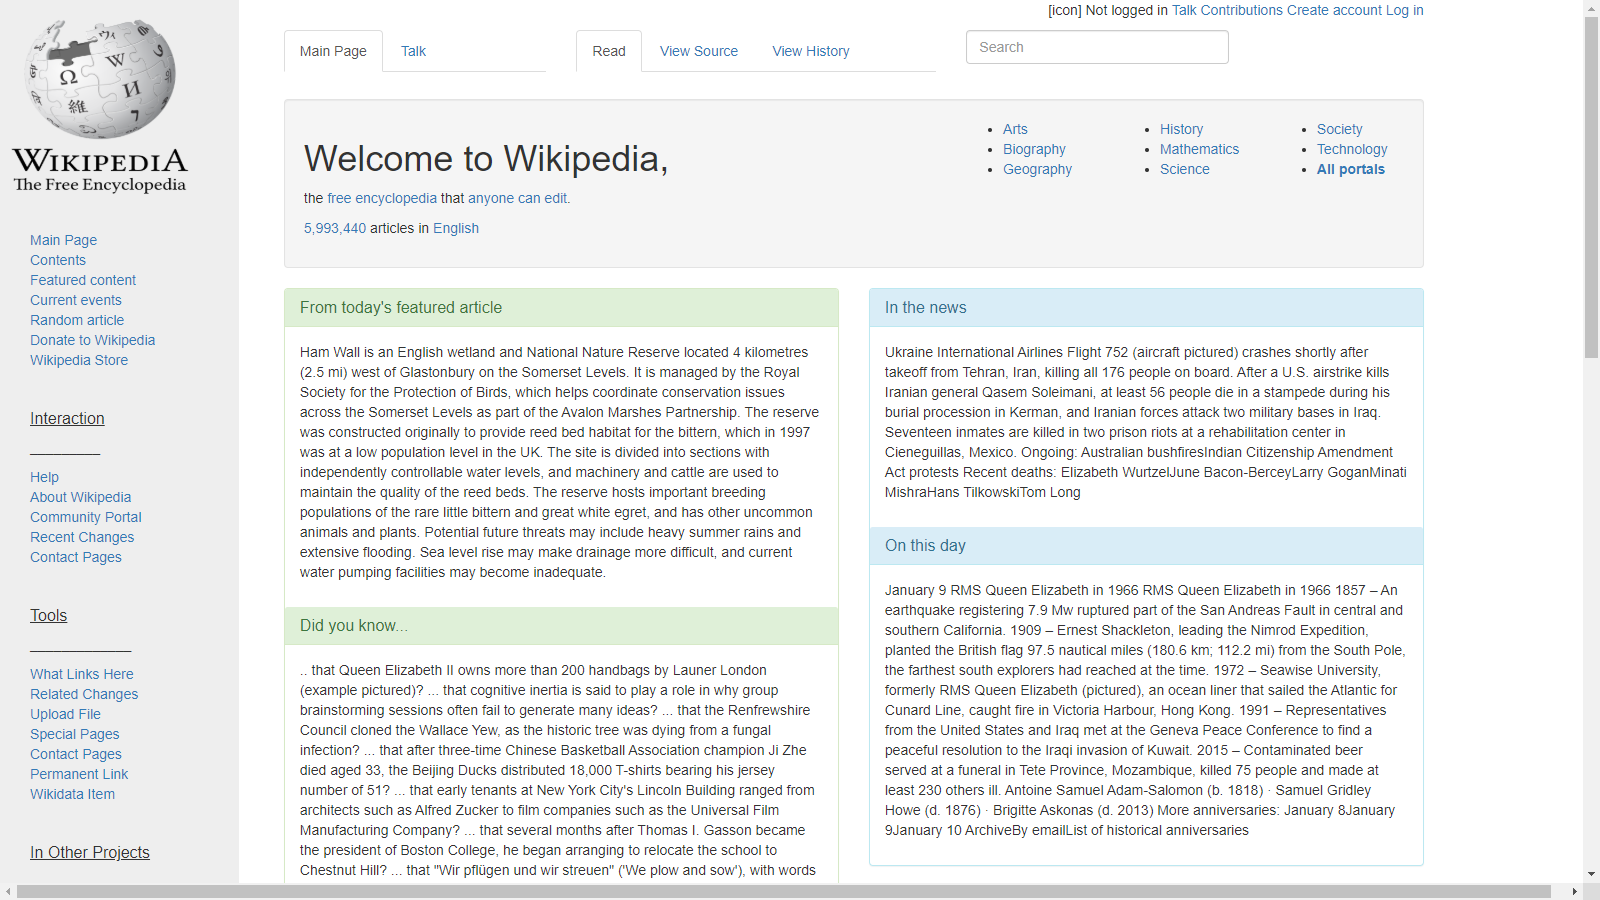 WIKIPEDIA
The Free Encyclopedia
Main Page
Contents
Featured content
Current events
Random article
Donate to Wikipedia
Wikipedia Store
Interaction
Help
About Wikipedia
Community Portal
Recent Changes
Contact Pages
Tools
What Links Here
Related Changes
Upload File
Special Pages
Contact Pages
Permanent Link
Wikidata Item
In Other Projects
[icon] Not logged in Talk Contributions Create account Log in
Main Page Talk Read View Source View History Search
Welcome to Wikipedia,
the free encyclopedia that anyone can edit.
5,993,440 articles in English
Arts
Biography
Geography
History
Mathematics
Science
Society
Technology
All portals
From today's featured article
Ham Wall is an English wetland and National Nature Reserve located 4 kilometres
(2.5 mi) west of Glastonbury on the Somerset Levels. It is managed by the Royal
Society for the Protection of Birds, which helps coordinate conservation issues
across the Somerset Levels as part of the Avalon Marshes Partnership. The reserve
was constructed originally to provide reed bed habitat for the bittern, which in 1997
was at a low population level in the UK. The site is divided into sections with
independently controllable water levels, and machinery and cattle are used to
maintain the quality of the reed beds. The reserve hosts important breeding
populations of the rare little bittern and great white egret, and has other uncommon
animals and plants. Potential future threats may include heavy summer rains and
extensive flooding. Sea level rise may make drainage more difficult, and current
water pumping facilities may become inadequate.
Did you know...
.. that Queen Elizabeth II owns more than 200 handbags by Launer London
(example pictured)? ... that cognitive inertia is said to play a role in why group
brainstorming sessions often fail to generate many ideas? ... that the Renfrewshire
Council cloned the Wallace Yew, as the historic tree was dying from a fungal
infection? ... that after three-time Chinese Basketball Association champion Ji Zhe
died aged 33, the Beijing Ducks distributed 18,000 T-shirts bearing his jersey
number of 51? ... that early tenants at New York City's Lincoln Building ranged from
architects such as Alfred Zucker to film companies such as the Universal Film
Manufacturing Company? ... that several months after Thomas I. Gasson became
the president of Boston College, he began arranging to relocate the school to
Chestnut Hill? ... that "Wir pflügen und wir streuen" ('We plow and sow'), with words
In the news
Ukraine International Airlines Flight 752 (aircraft pictured) crashes shortly after
takeoff from Tehran, Iran, killing all 176 people on board. After a U.S. airstrike kills
Iranian general Qasem Soleimani, at least 56 people die in a stampede during his
burial procession in Kerman, and Iranian forces attack two military bases in Iraq.
Seventeen inmates are killed in two prison riots at a rehabilitation center in
Cieneguillas, Mexico. Ongoing: Australian bushfiresIndian Citizenship Amendment
Act protests Recent deaths: Elizabeth WurtzelJune Bacon-BerceyLarry GoganMinati
MishraHans TilkowskiTom Long
On this day
January 9 RMS Queen Elizabeth in 1966 RMS Queen Elizabeth in 1966 1857 – An
earthquake registering 7.9 Mw ruptured part of the San Andreas Fault in central and
southern California. 1909 – Ernest Shackleton, leading the Nimrod Expedition,
planted the British flag 97.5 nautical miles (180.6 km; 112.2 mi) from the South Pole,
the farthest south explorers had reached at the time. 1972 – Seawise University,
formerly RMS Queen Elizabeth (pictured), an ocean liner that sailed the Atlantic for
Cunard Line, caught fire in Victoria Harbour, Hong Kong. 1991 – Representatives
from the United States and Iraq met at the Geneva Peace Conference to find a
peaceful resolution to the Iraqi invasion of Kuwait. 2015 – Contaminated beer
served at a funeral in Tete Province, Mozambique, killed 75 people and made at
least 230 others ill. Antoine Samuel Adam-Salomon (b. 1818) · Samuel Gridley
Howe (d. 1876) · Brigitte Askonas (d. 2013) More anniversaries: January 8January
9January 10 ArchiveBy emailList of historical anniversaries